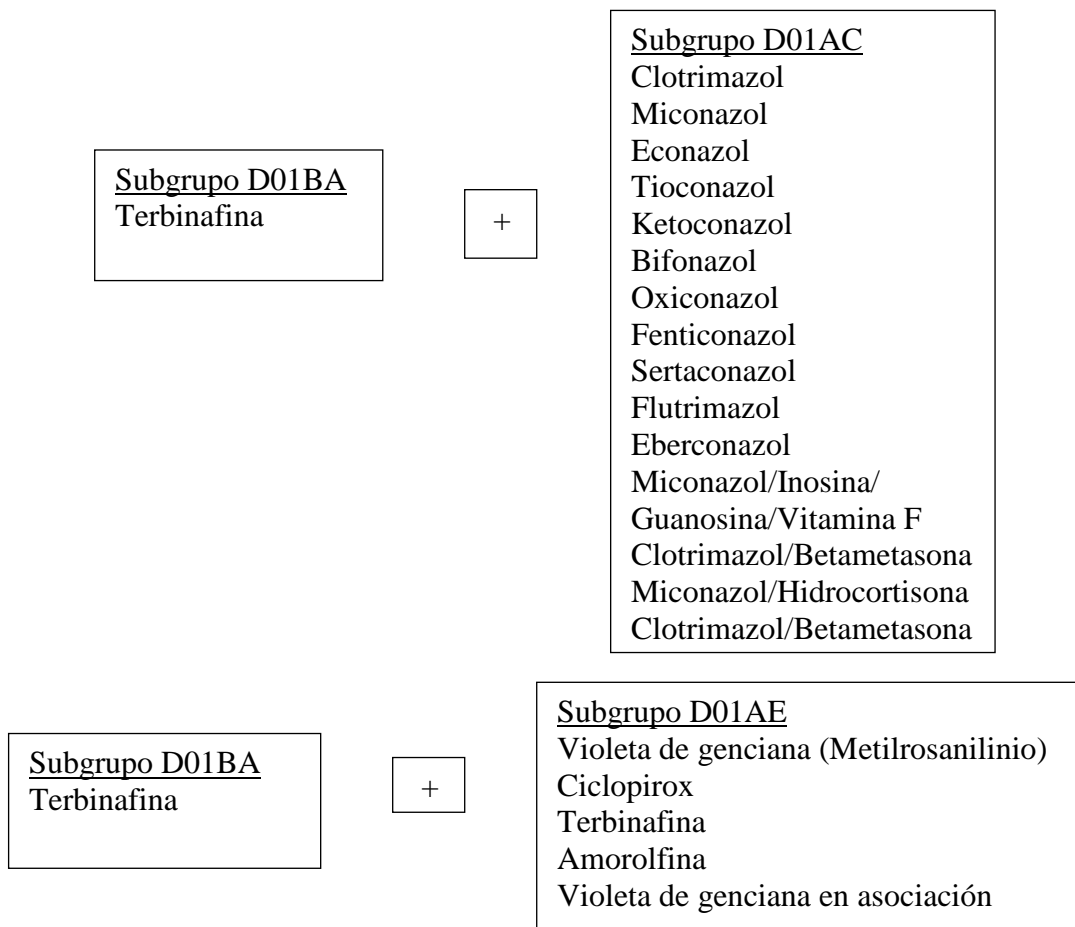 Subgrupo D01BA
Terbinafina
+
Subgrupo D01AC
Clotrimazol
Miconazol
Econazol
Tioconazol
Ketoconazol
Bifonazol
Oxiconazol
Fenticonazol
Sertaconazol
Flutrimazol
Eberconazol
Miconazol/Inosina/
Guanosina/Vitamina F
Clotrimazol/Betametasona
Miconazol/Hidrocortisona
Clotrimazol/Betametasona
Subgrupo D01BA
Terbinafina
+
Subgrupo D01AE
Violeta de genciana (Metilrosanilinio)
Ciclopirox
Terbinafina
Amorolfina
Violeta de genciana en asociación